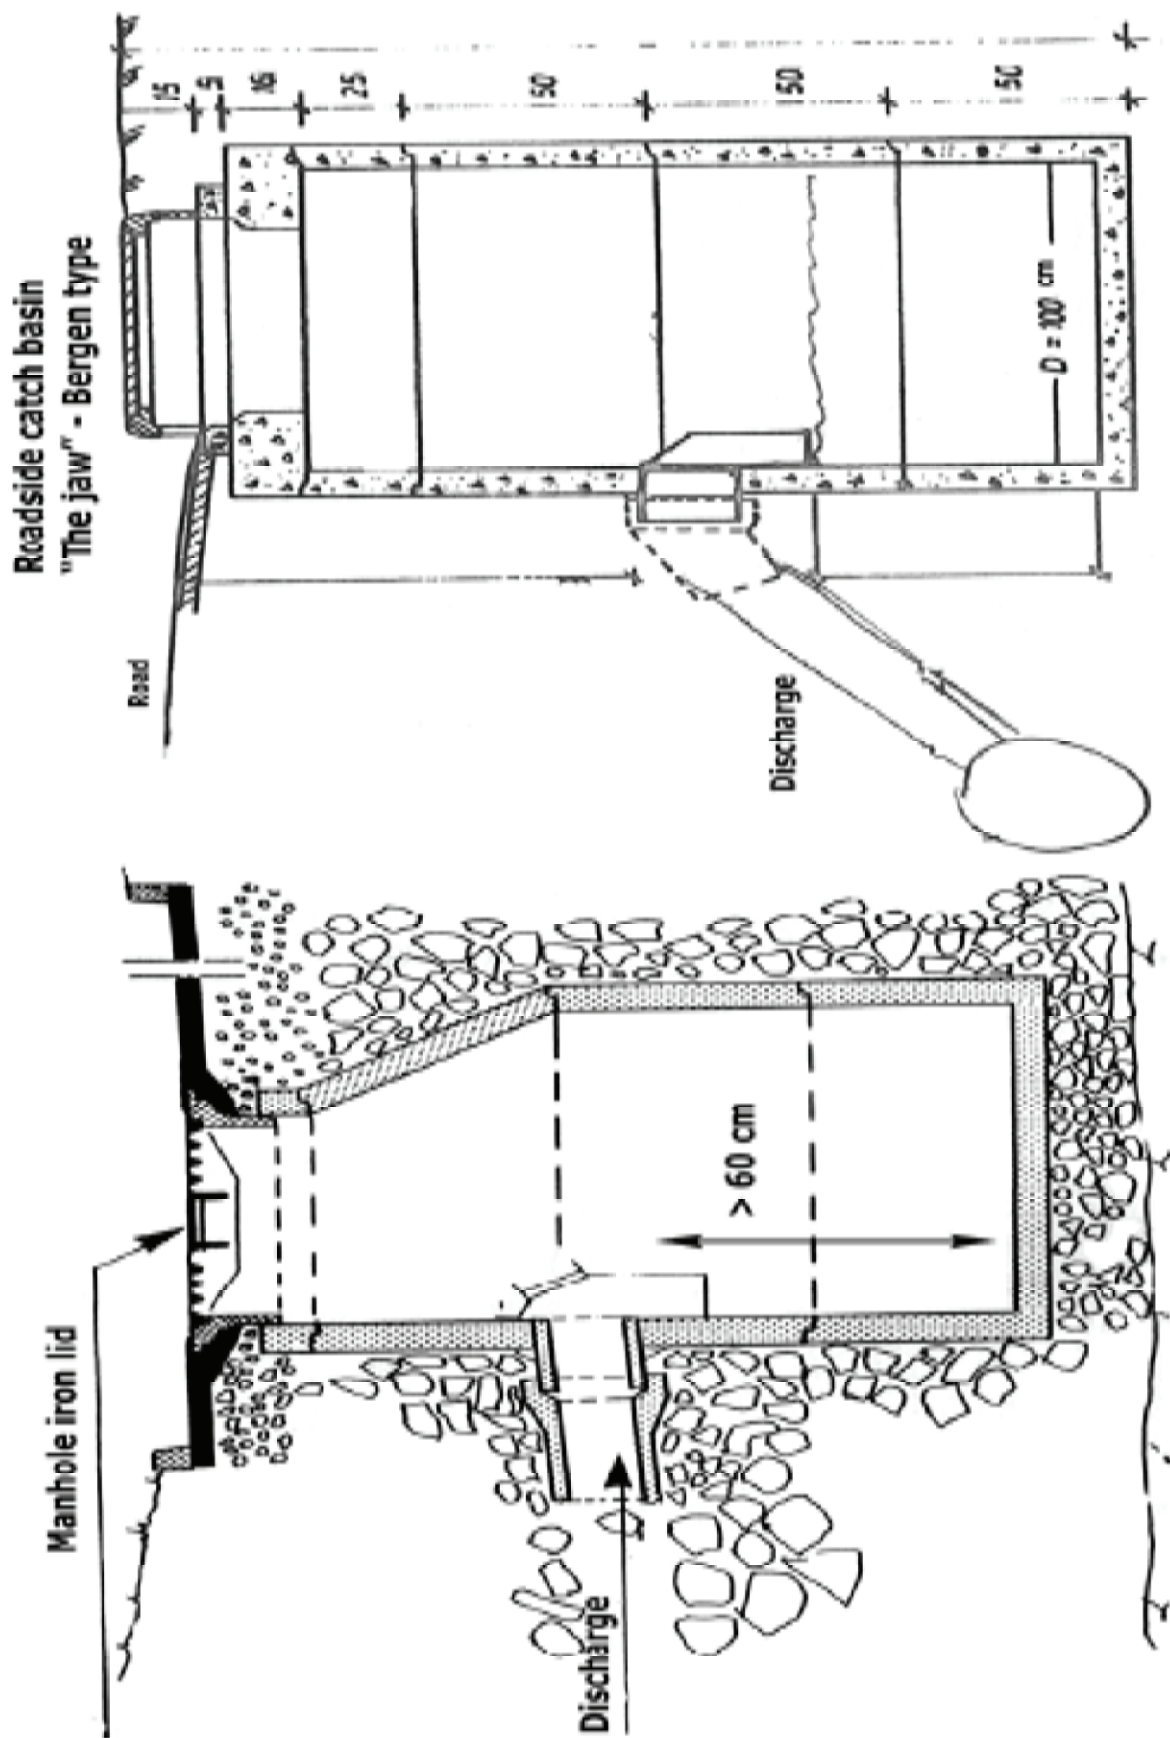 Roadside catch basin
"The jaw" - Bergen type
Road
15
5
16
25
50
50
50
D = 100 cm
Discharge
Manhole iron lid
> 60 cm
Discharge